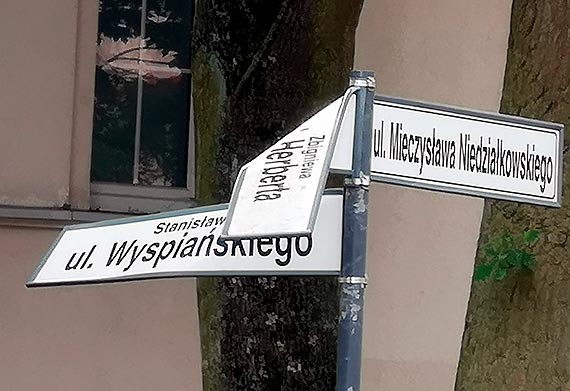 ul. Mieczysława Niedziałkowskiego
Zbigniewa
Herberta
Stanisław
ul. Wyspiańskiego